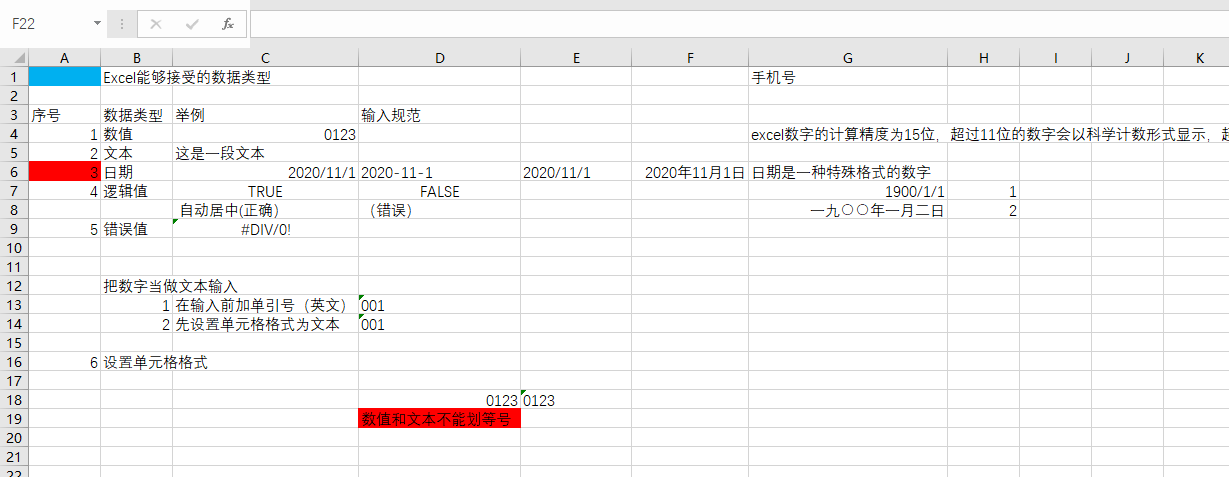 F22 fx
A B C D E F G H I J K
1 Excel能够接受的数据类型 手机号
2
3 序号 数据类型 举例 输入规范
4 1 数值 0123 excel数字的计算精度为15位，超过11位的数字会以科学计数形式显示，
5 2 文本 这是一段文本
6 3 日期 2020/11/1 2020-11-1 2020/11/1 2020年11月1日 日期是一种特殊格式的数字
7 4 逻辑值 TRUE FALSE 1900/1/1 1
8 自动居中(正确） （错误） 一九〇〇年一月二日 2
9 5 错误值 #DIV/0!
10
11
12 把数字当做文本输入
13 1 在输入前加单引号（英文） 001
14 2 先设置单元格格式为文本 001
15
16 6 设置单元格格式
17
18 0123 0123
19 数值和文本不能划等号
20
21
22